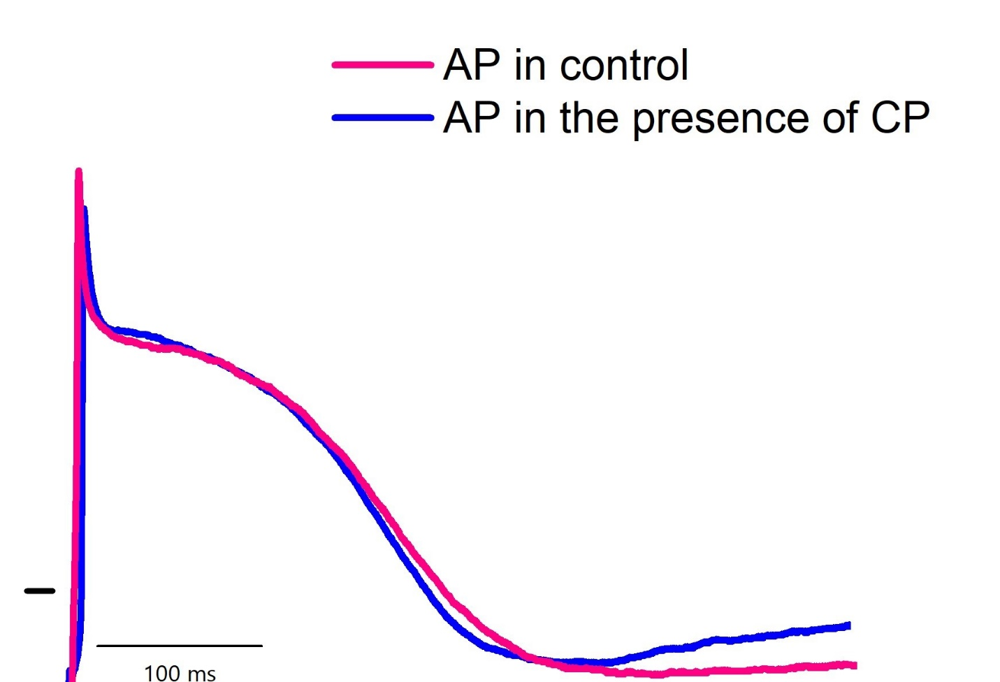 AP in control
AP in the presence of CP
100 ms